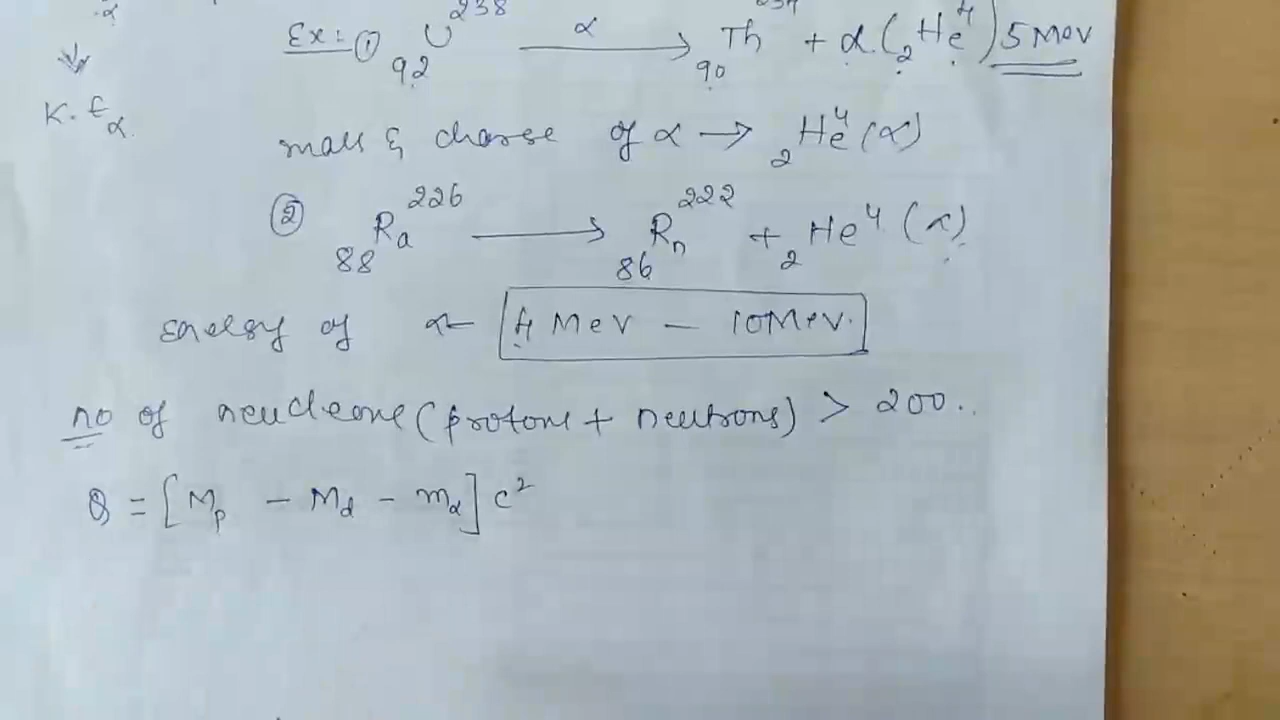 α
Ex:- ① ₉₂U²³⁸ —α→ ₉₀Th²³⁴ + α (₂He⁴) 5 MeV
K.Eα
mass & charge of α → ₂He⁴ (α)
② ₈₈Ra²²⁶ → ₈₆Rn²²² + ₂He⁴ (α)
Energy of α – 4 MeV – 10 MeV.
no of neucleons (protons + neutrons) > 200..
Q = [Mp - Md - mα] c²